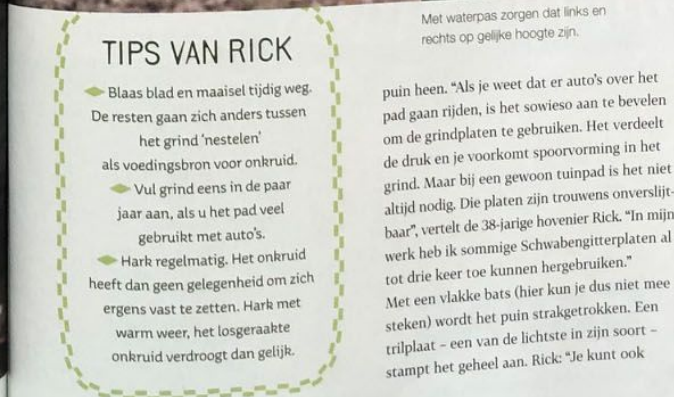 TIPS VAN RICK
Blaas blad en maaisel tijdig weg.
De resten gaan zich anders tussen
het grind ‘nestelen’
als voedingsbron voor onkruid.
Vul grind eens in de paar
jaar aan, als u het pad veel
gebruikt met auto’s.
Hark regelmatig. Het onkruid
heeft dan geen gelegenheid om zich
ergens vast te zetten. Hark met
warm weer, het losgeraakte
onkruid verdroogt dan gelijk.
Met waterpas zorgen dat links en
rechts op gelijke hoogte zijn.
puin heen. “Als je weet dat er auto’s over het
pad gaan rijden, is het sowieso aan te bevelen
om de grindplaten te gebruiken. Het verdeelt
de druk en je voorkomt spoorvorming in het
grind. Maar bij een gewoon tuinpad is het niet
altijd nodig. Die platen zijn trouwens onverslijt-
baar”, vertelt de 38-jarige hovenier Rick. “In mijn
werk heb ik sommige Schwabengitterplaten al
tot drie keer toe kunnen hergebruiken.”
Met een vlakke bats (hier kun je dus niet mee
steken) wordt het puin strakgetrokken. Een
trilplaat – een van de lichtste in zijn soort –
stampt het geheel aan. Rick: “Je kunt ook